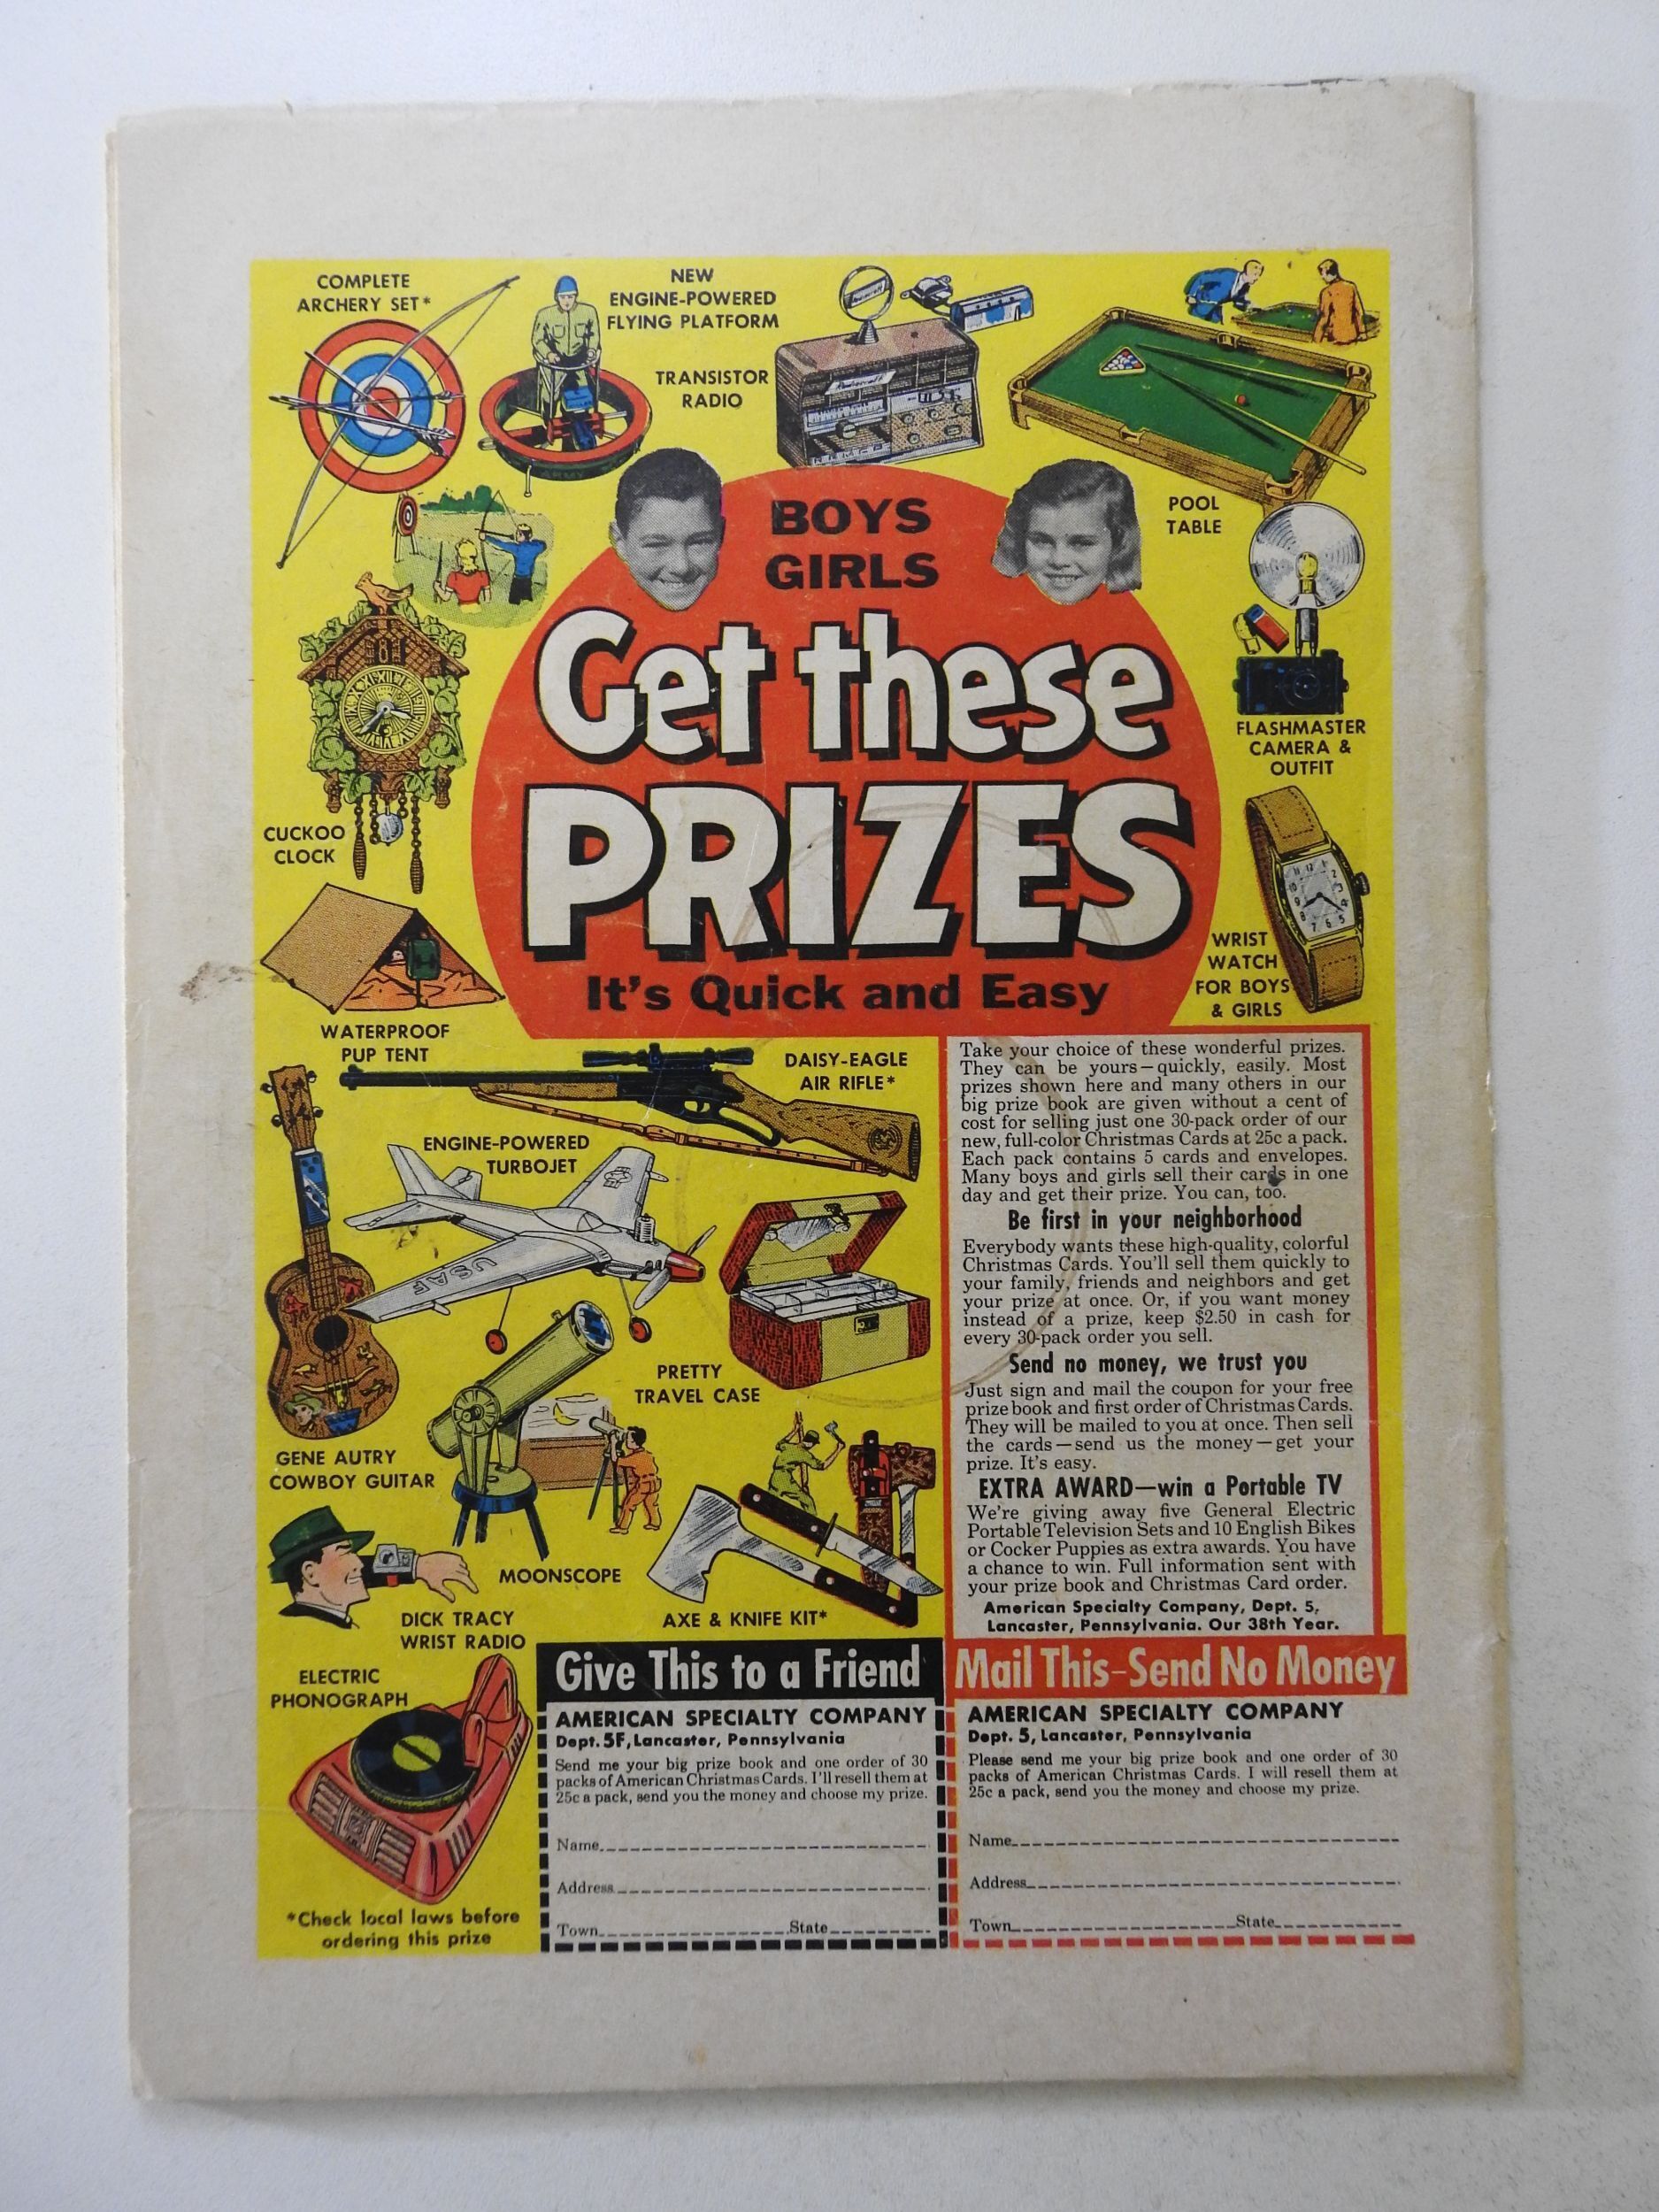 COMPLETE
ARCHERY SET*
NEW
ENGINE-POWERED
FLYING PLATFORM
TRANSISTOR
RADIO
POOL
TABLE
BOYS
GIRLS
Get these
PRIZES
It's Quick and Easy
FLASHMASTER
CAMERA &
OUTFIT
CUCKOO
CLOCK
WRIST
WATCH
FOR BOYS
& GIRLS
WATERPROOF
PUP TENT
DAISY-EAGLE
AIR RIFLE*
ENGINE-POWERED
TURBOJET
USAF
PRETTY
TRAVEL CASE
GENE AUTRY
COWBOY GUITAR
MOONSCOPE
AXE & KNIFE KIT*
DICK TRACY
WRIST RADIO
ELECTRIC
PHONOGRAPH
*Check local laws before
ordering this prize
Take your choice of these wonderful prizes.
They can be yours—quickly, easily. Most
prizes shown here and many others in our
big prize book are given without a cent of
cost for selling just one 30-pack order of our
new, full-color Christmas Cards at 25c a pack.
Each pack contains 5 cards and envelopes.
Many boys and girls sell their cards in one
day and get their prize. You can, too.
Be first in your neighborhood
Everybody wants these high-quality, colorful
Christmas Cards. You'll sell them quickly to
your family, friends and neighbors and get
your prize at once. Or, if you want money
instead of a prize, keep $2.50 in cash for
every 30-pack order you sell.
Send no money, we trust you
Just sign and mail the coupon for your free
prize book and first order of Christmas Cards.
They will be mailed to you at once. Then sell
the cards—send us the money—get your
prize. It's easy.
EXTRA AWARD—win a Portable TV
We're giving away five General Electric
Portable Television Sets and 10 English Bikes
or Cocker Puppies as extra awards. You have
a chance to win. Full information sent with
your prize book and Christmas Card order.
American Specialty Company, Dept. 5,
Lancaster, Pennsylvania. Our 38th Year.
Give This to a Friend
AMERICAN SPECIALTY COMPANY
Dept. 5F, Lancaster, Pennsylvania
Send me your big prize book and one order of 30
packs of American Christmas Cards. I'll resell them at
25c a pack, send you the money and choose my prize.
Name
Address
Town State
Mail This-Send No Money
AMERICAN SPECIALTY COMPANY
Dept. 5, Lancaster, Pennsylvania
Please send me your big prize book and one order of 30
packs of American Christmas Cards. I will resell them at
25c a pack, send you the money and choose my prize.
Name
Address
Town State